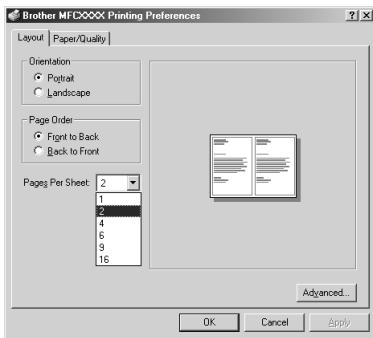 Brother MFCXXXX Printing Preferences
Layout Paper/Quality
Orientation
Portrait
Landscape
Page Order
Front to Back
Back to Front
Pages Per Sheet: 2
1
2
4
6
9
16
Advanced...
OK Cancel Apply